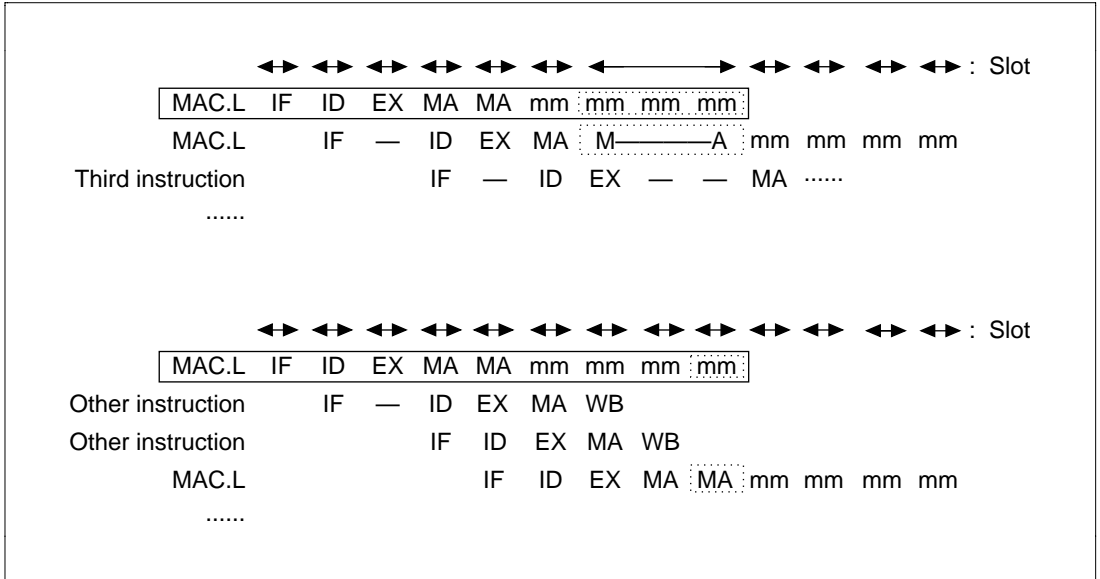 : Slot
MAC.L IF ID EX MA MA mm mm mm mm
MAC.L IF — ID EX MA M————A mm mm mm mm
Third instruction IF — ID EX — — MA ······
······
: Slot
MAC.L IF ID EX MA MA mm mm mm mm
Other instruction IF — ID EX MA WB
Other instruction IF ID EX MA WB
MAC.L IF ID EX MA MA mm mm mm mm
······